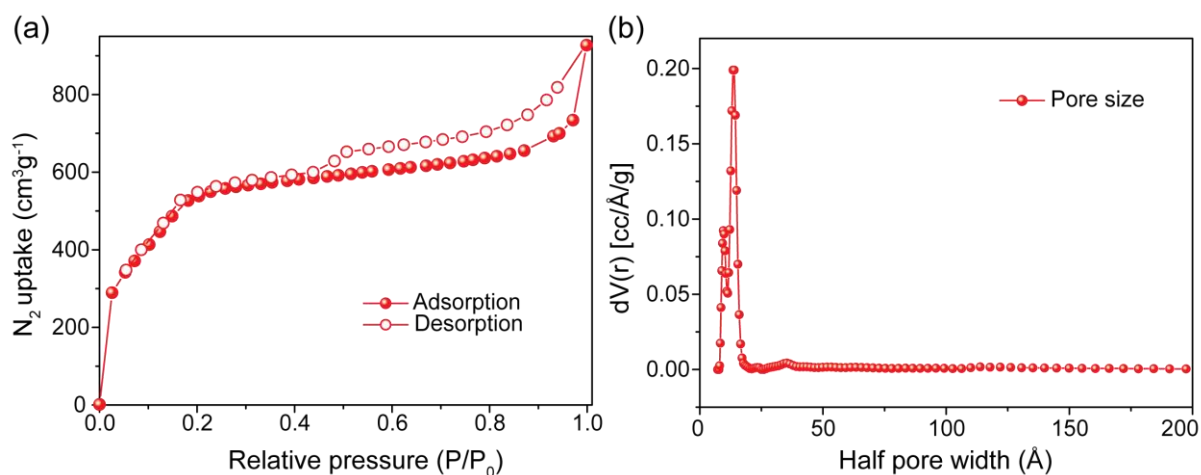 (a)
N₂ uptake (cm³g⁻¹)
800
600
400
200
0
0.0 0.2 0.4 0.6 0.8 1.0
Relative pressure (P/P₀)
Adsorption
Desorption
(b)
dV(r) [cc/Å/g]
0.20
0.15
0.10
0.05
0.00
0 50 100 150 200
Half pore width (Å)
Pore size